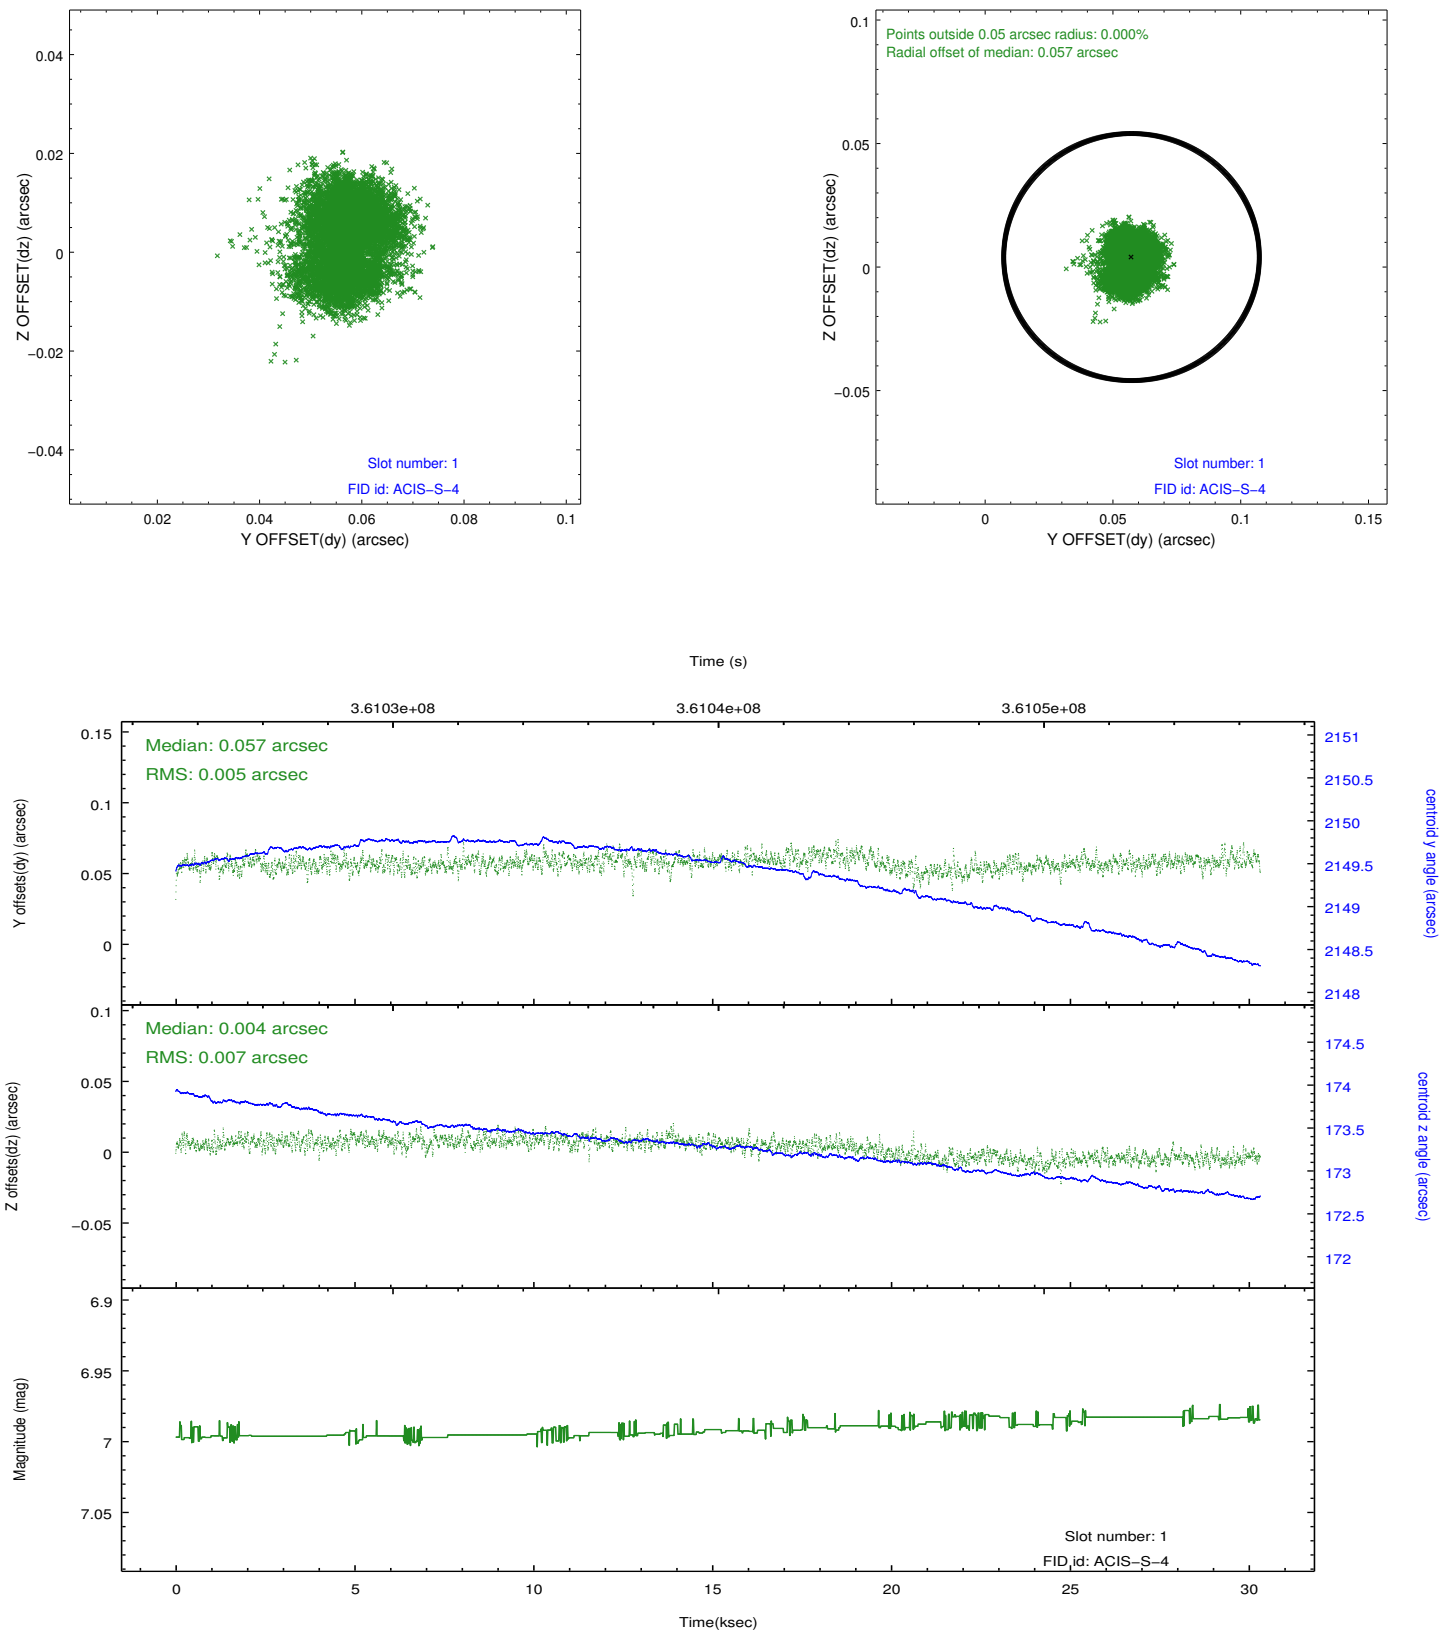 0.04
0.02
0
−0.02
−0.04
Z OFFSET(dz) (arcsec)
Slot number: 1
FID id: ACIS−S−4
0.02
0.04
0.06
0.08
0.1
Y OFFSET(dy) (arcsec)
Points outside 0.05 arcsec radius: 0.000%
Radial offset of median: 0.057 arcsec
0.1
0.05
0
−0.05
Z OFFSET(dz) (arcsec)
Slot number: 1
FID id: ACIS−S−4
0
0.05
0.1
0.15
Y OFFSET(dy) (arcsec)
Time (s)
3.6103e+08
3.6104e+08
3.6105e+08
Median: 0.057 arcsec
RMS: 0.005 arcsec
0.15
0.1
0.05
0
Y offsets(dy) (arcsec)
2151
2150.5
2150
2149.5
2149
2148.5
2148
centroid y angle (arcsec)
Median: 0.004 arcsec
RMS: 0.007 arcsec
0.1
0.05
0
−0.05
Z offsets(dz) (arcsec)
174.5
174
173.5
173
172.5
172
centroid z angle (arcsec)
6.9
6.95
7
7.05
Magnitude (mag)
Slot number: 1
FID id: ACIS−S−4
0
5
10
15
20
25
30
Time(ksec)